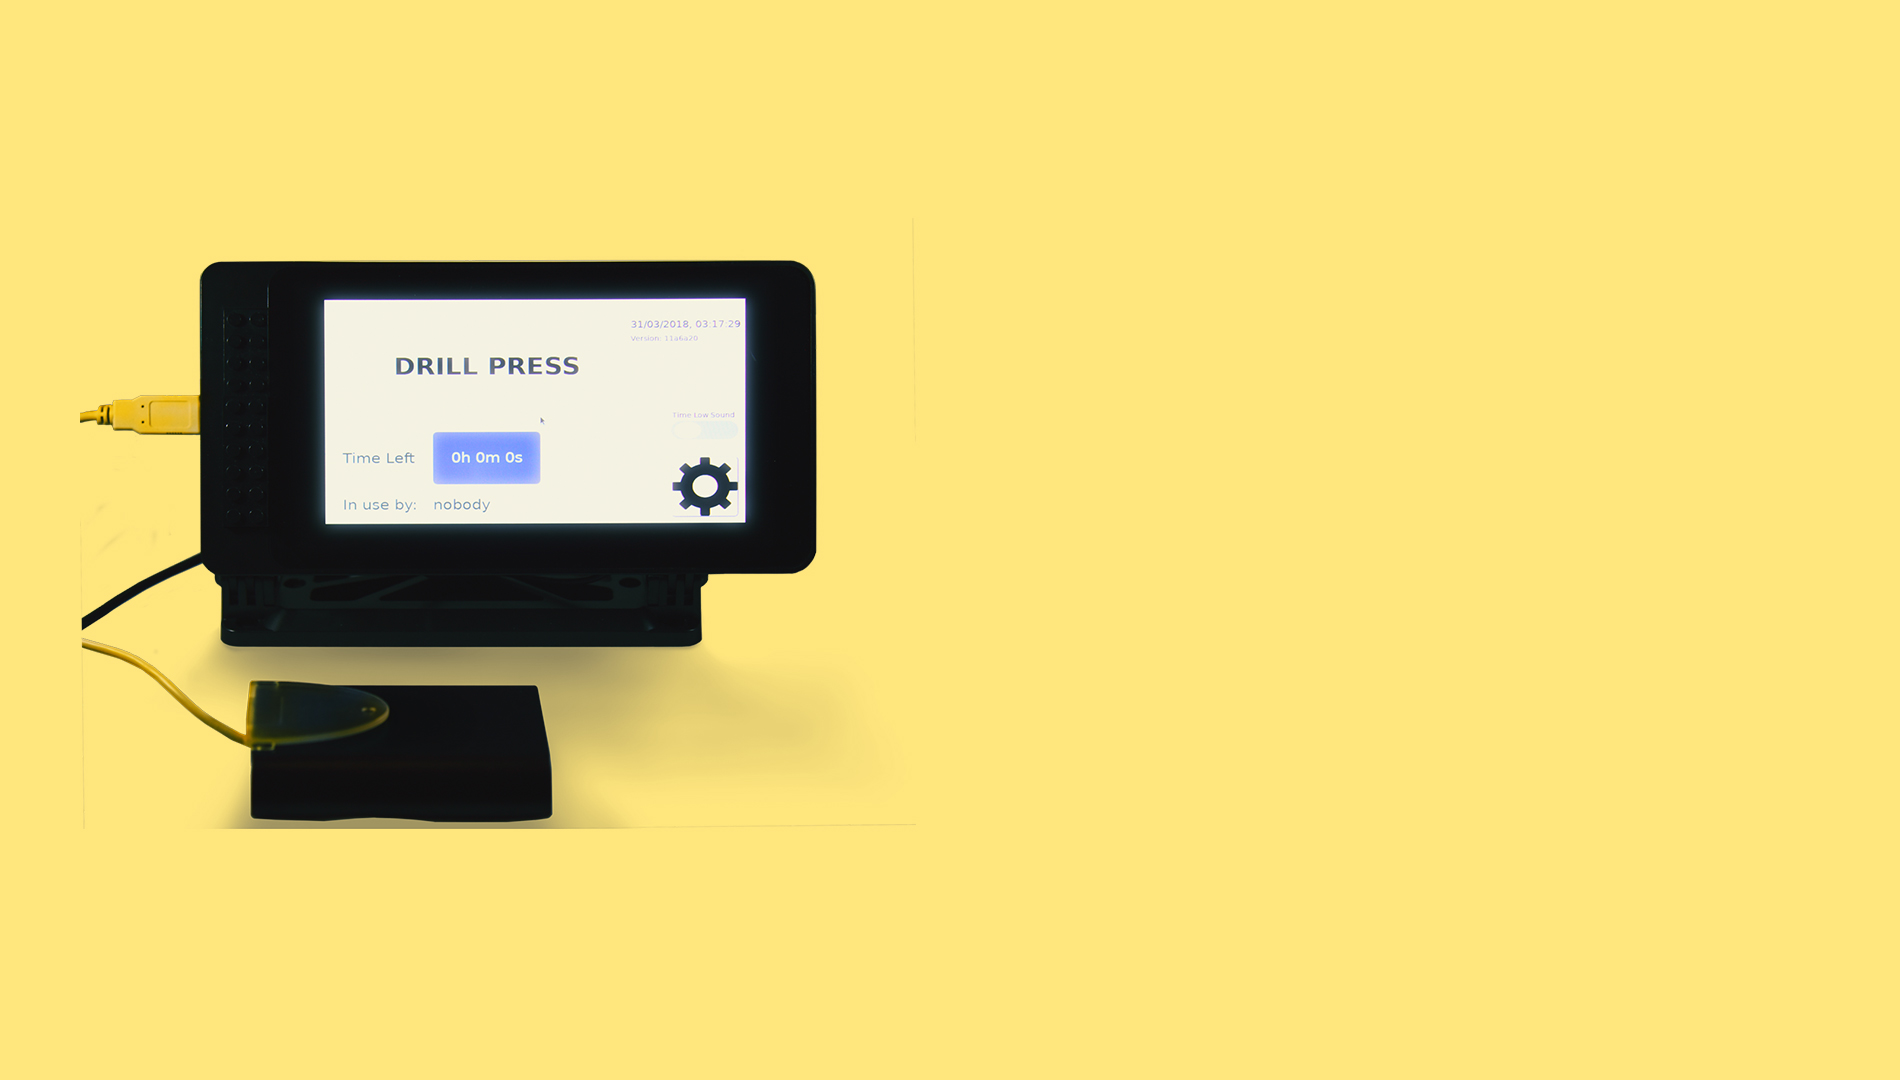 31/03/2018, 03:17:29
Version: 11a6a20
DRILL PRESS
Time Low Sound
Time Left 0h 0m 0s
In use by: nobody